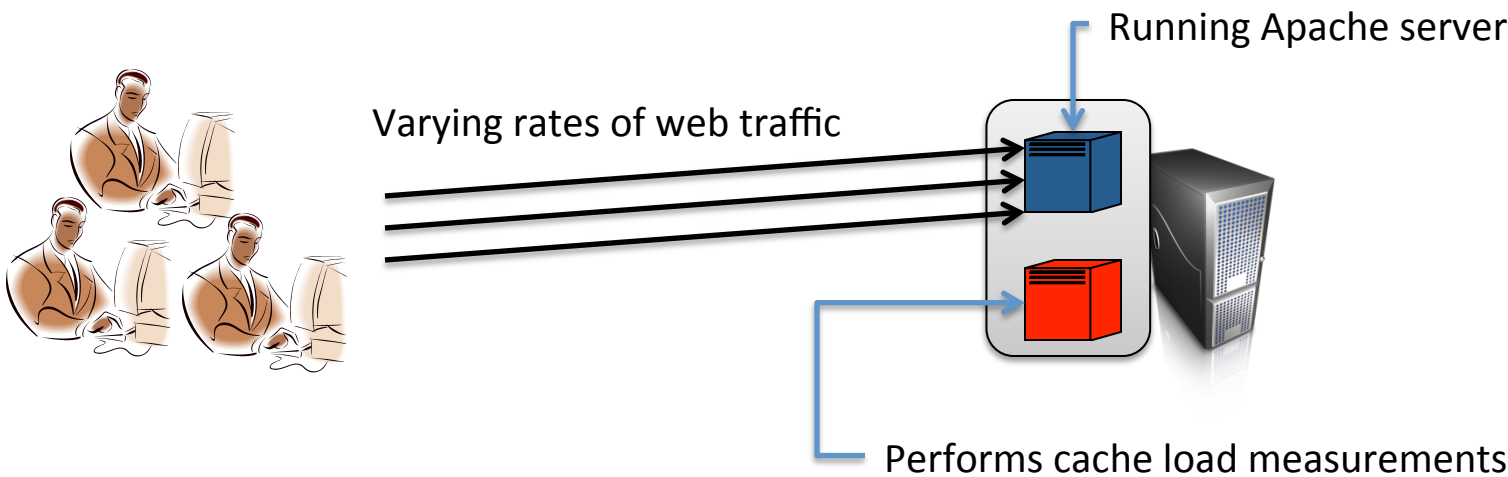 Running Apache server
Varying rates of web traffic
Performs cache load measurements